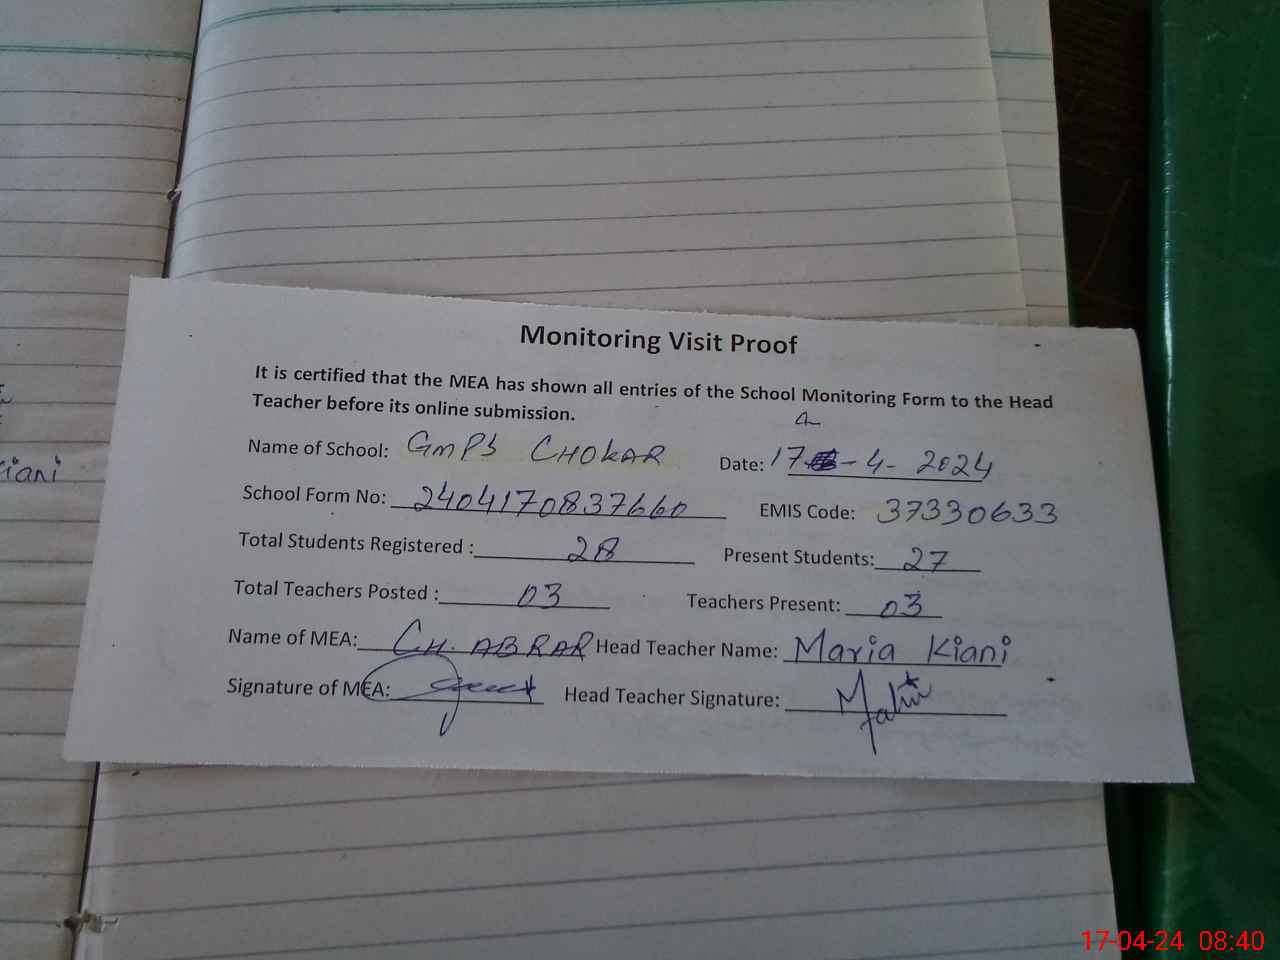 Monitoring Visit Proof
It is certified that the MEA has shown all entries of the School Monitoring Form to the Head
Teacher before its online submission.
Name of School: GMPS CHOKAR Date: 17-4-2024
School Form No: 2404170837660 EMIS Code: 37330633
Total Students Registered : 28 Present Students: 27
Total Teachers Posted : 03 Teachers Present: 03
Name of MEA: CH. ABRAR Head Teacher Name: Maria Kiani
Signature of MEA: Head Teacher Signature:
Kiani
17-04-24 08:40